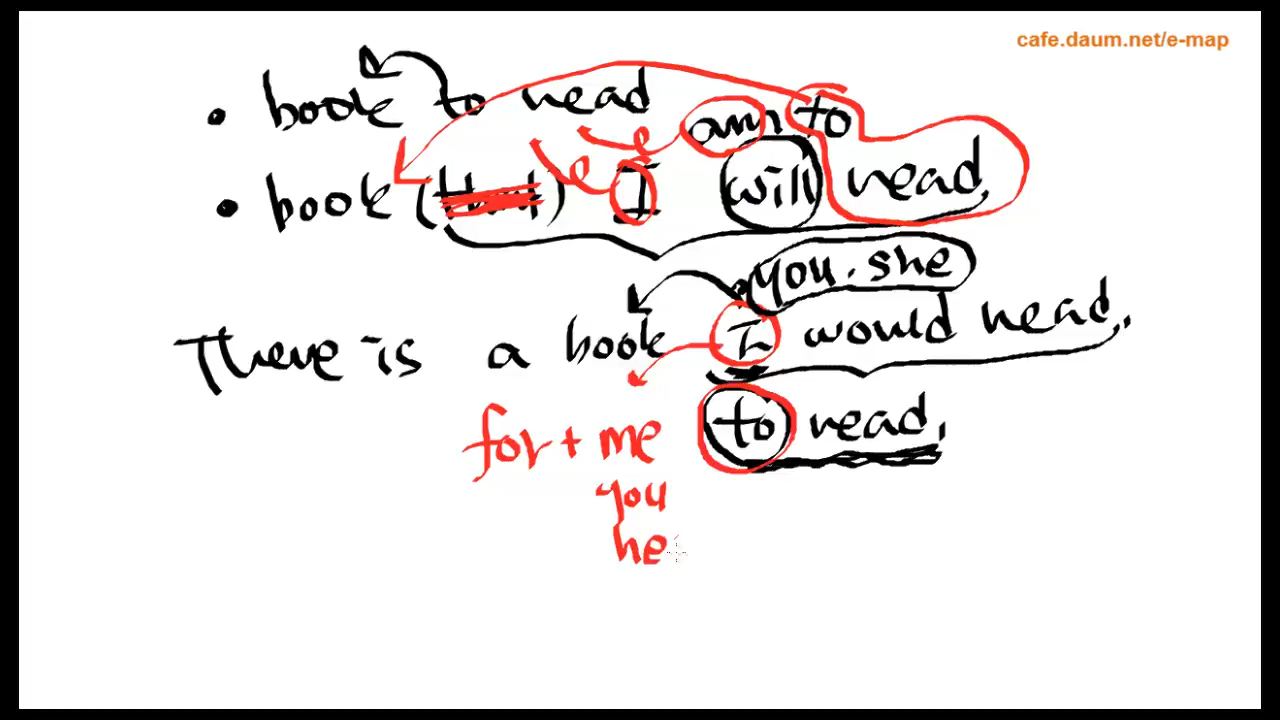 cafe.daum.net/e-map
• book to read
am to
• book (that) I will read.
you. she
There is a book I would read.
for + me to read.
you
he